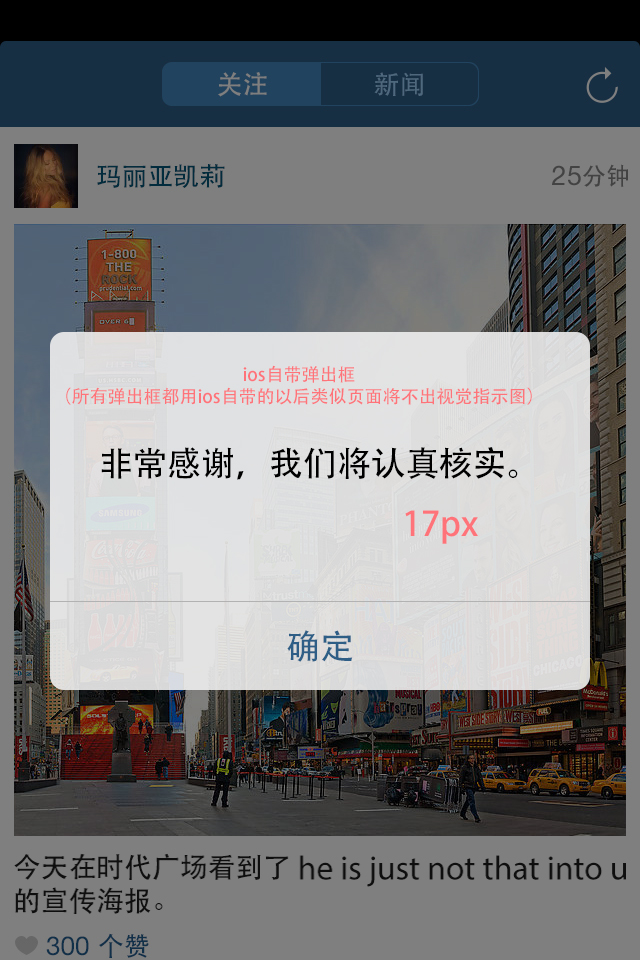 关注
新闻
玛丽亚凯莉
25分钟
1-800
THE
ROCK
prudential.com
ios自带弹出框
（所有弹出框都用ios自带的以后类似页面将不出视觉指示图）
非常感谢，我们将认真核实。
17px
确定
McDonald's
今天在时代广场看到了 he is just not that into u
的宣传海报。
300 个赞